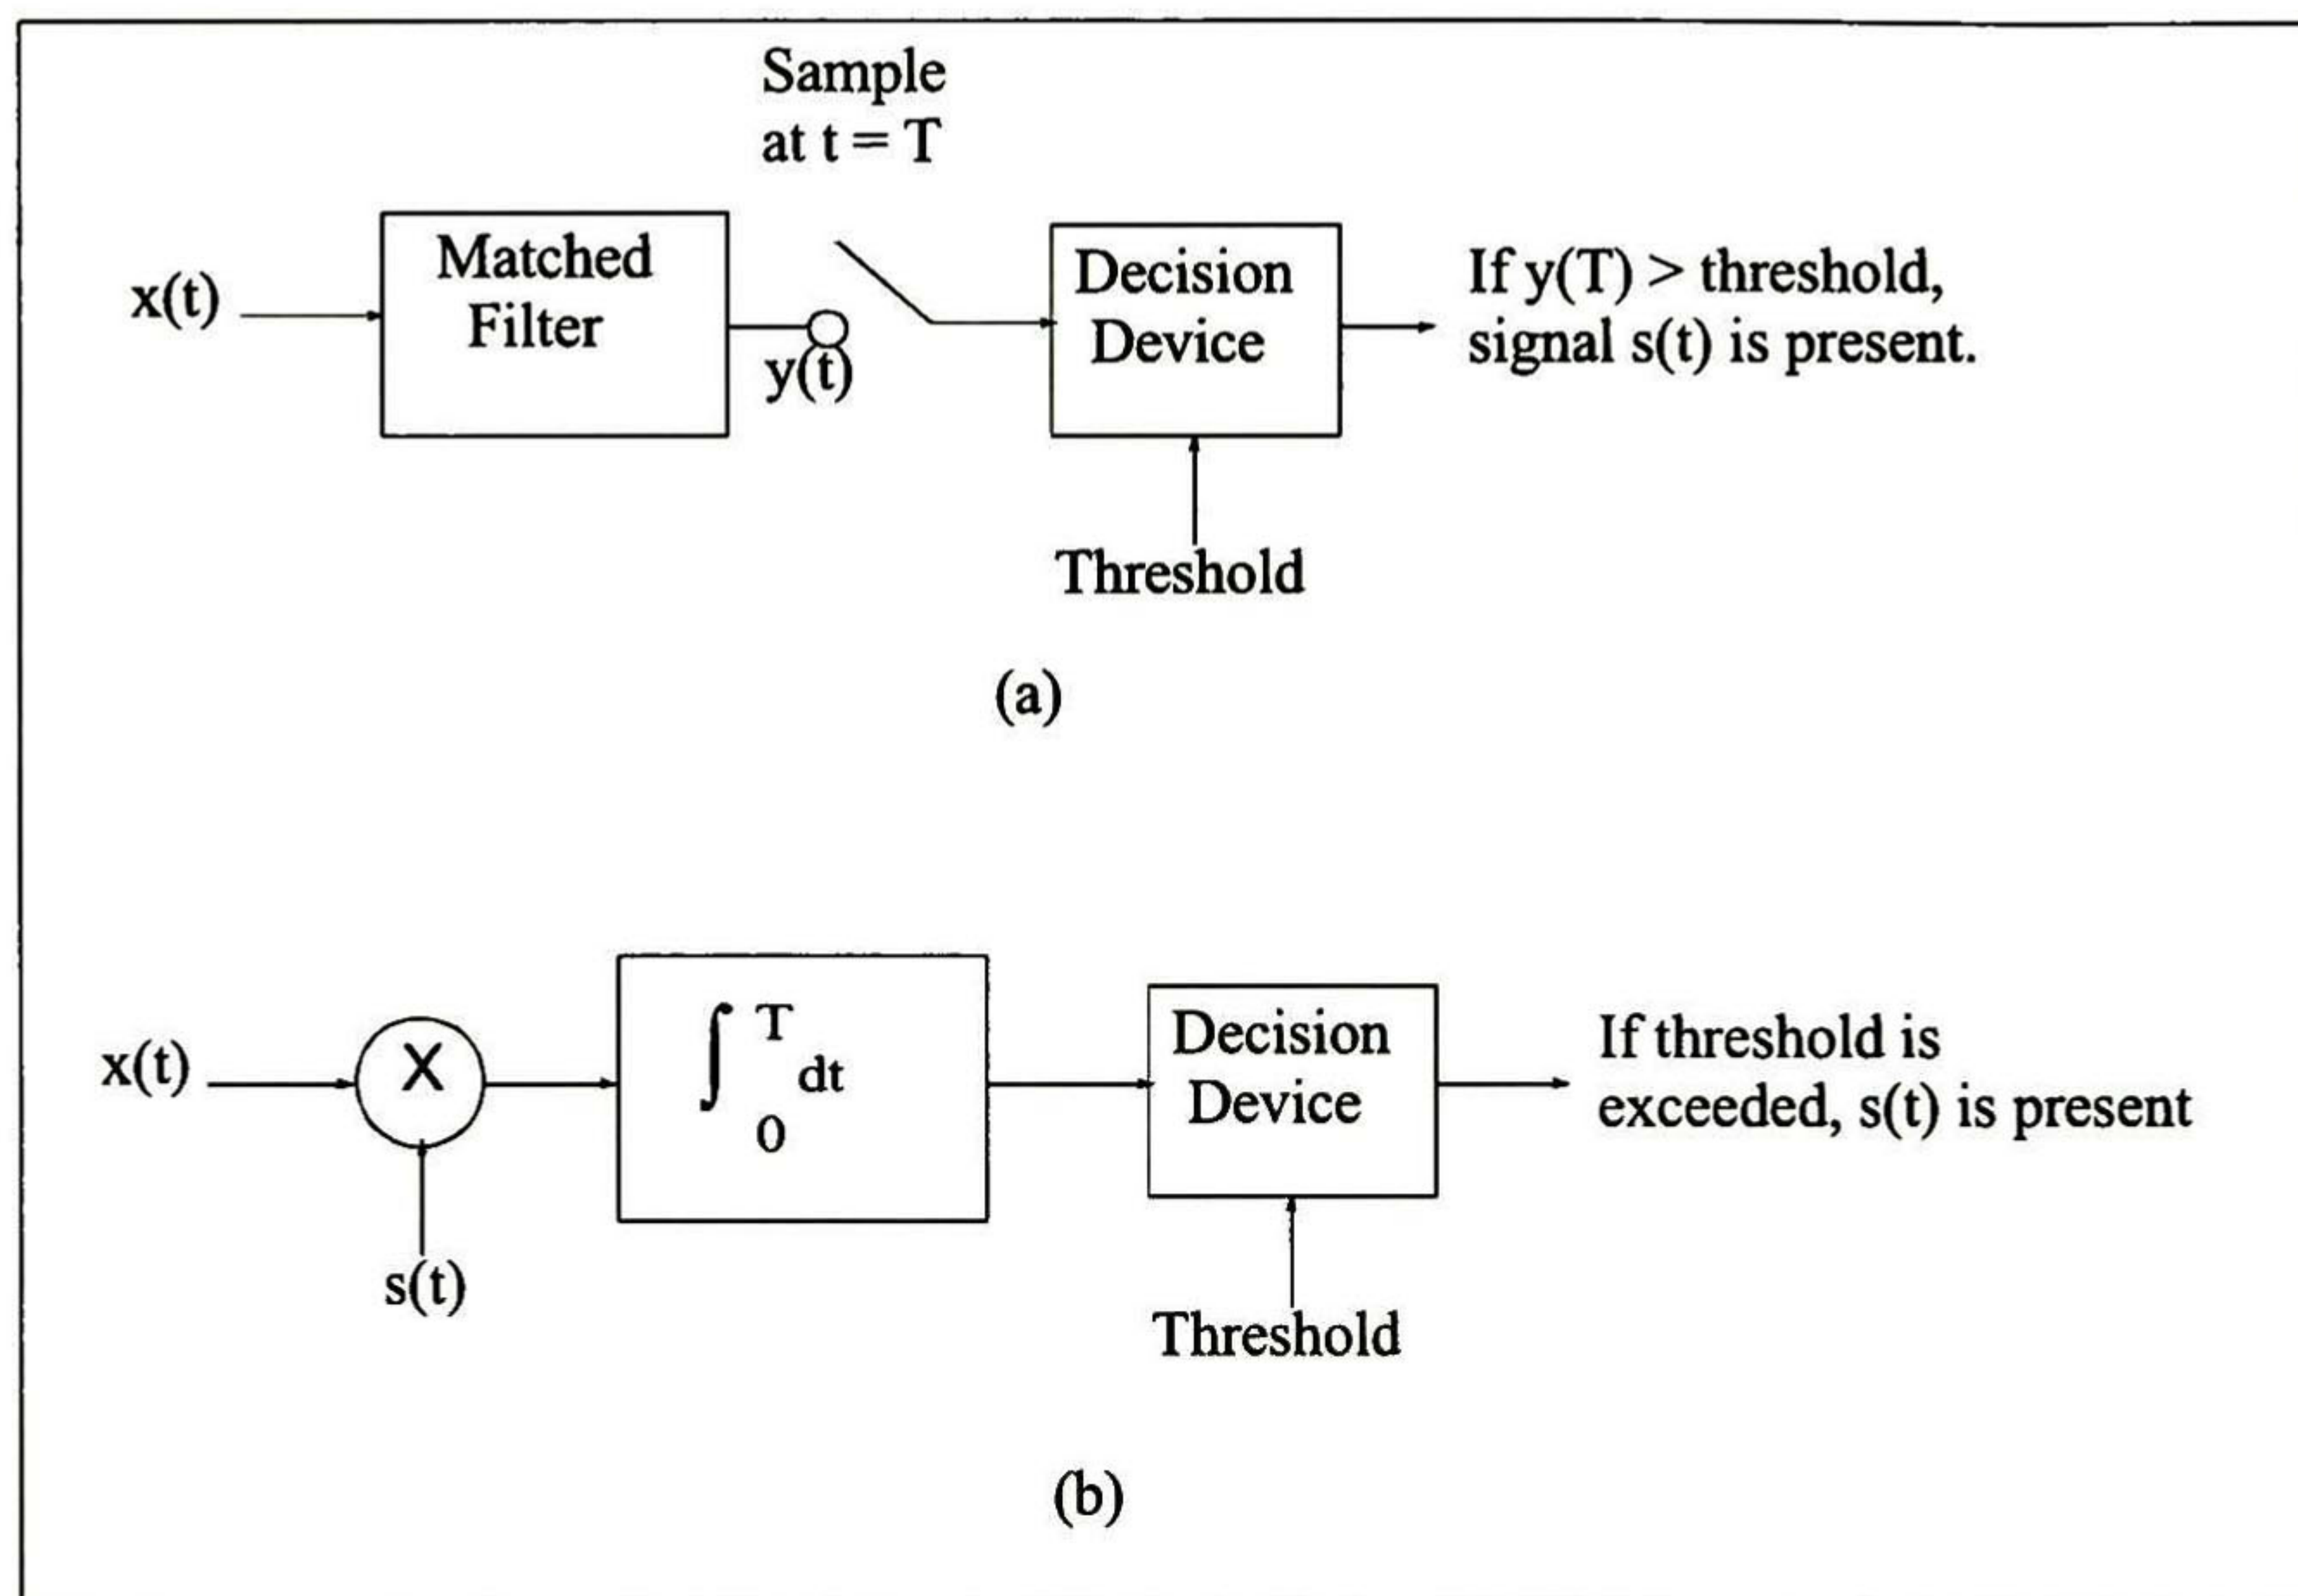 Sample
at t = T
x(t)
Matched
Filter
y(t)
Decision
Device
If y(T) > threshold,
signal s(t) is present.
Threshold
(a)
x(t)
X
s(t)
∫ T
0 dt
Decision
Device
If threshold is
exceeded, s(t) is present
Threshold
(b)